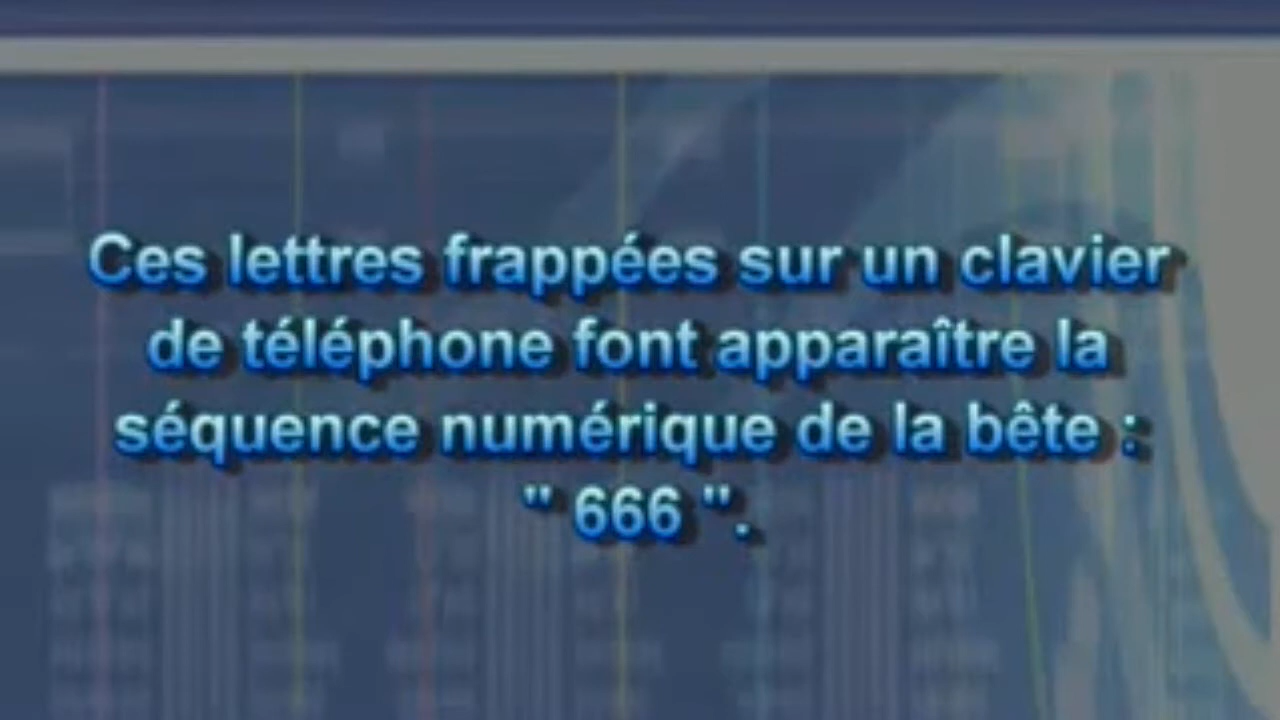 Ces lettres frappées sur un clavier
de téléphone font apparaître la
séquence numérique de la bête :
" 666 ".